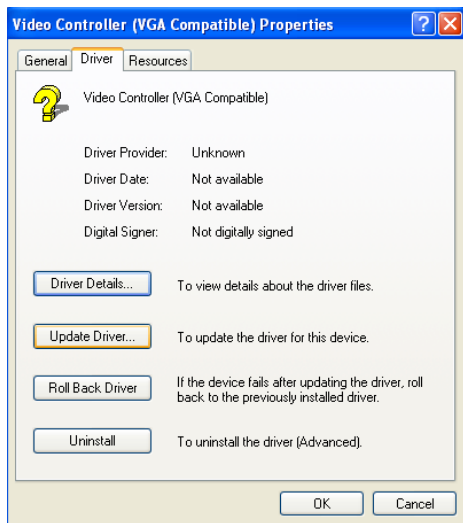 Video Controller (VGA Compatible) Properties
General Driver Resources
Video Controller (VGA Compatible)
Driver Provider: Unknown
Driver Date: Not available
Driver Version: Not available
Digital Signer: Not digitally signed
Driver Details... To view details about the driver files.
Update Driver... To update the driver for this device.
Roll Back Driver If the device fails after updating the driver, roll
back to the previously installed driver.
Uninstall To uninstall the driver (Advanced).
OK Cancel